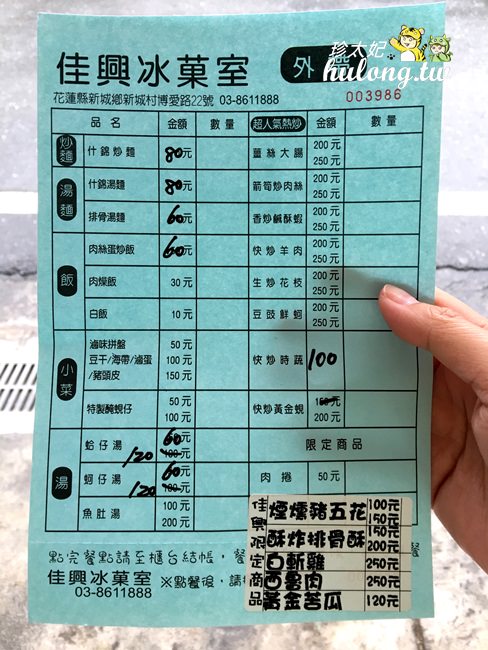 珍太妃
hulong.tw
佳興冰菓室
外
花蓮縣新城鄉新城村博愛路22號 03-8611888
003986
品名 金額 數量 超人氣熱炒 金額 數量
炒麵 什錦炒麵 80元 薑絲大腸 200元 250元
湯麵 什錦湯麵 80元 箭筍炒肉絲 200元 250元
排骨湯麵 60元 香炒鹹酥蝦 200元 250元
飯 肉絲蛋炒飯 60元 快炒羊肉 200元 250元
肉燥飯 30元 生炒花枝 200元 250元
白飯 10元 豆豉鮮蚵 200元 250元
小菜 滷味拼盤 豆干/海帶/滷蛋/豬頭皮 50元 100元 150元 快炒時蔬 100
特製醃蜆仔 50元 100元 快炒黃金蜆 200元
湯 蛤仔湯 60元 120 100元 限定商品
蚵仔湯 60元 120 100元 肉捲 50元
魚肚湯 100元 200元
佳興限定商品
煙燻豬五花 100元 150元
酥炸排骨酥 150元 200元
白斬雞 250元
西魯肉 250元
黃金苦瓜 120元
點完餐點請至櫃台結帳，餐
佳興冰菓室 ※點餐後，請
03-8611888